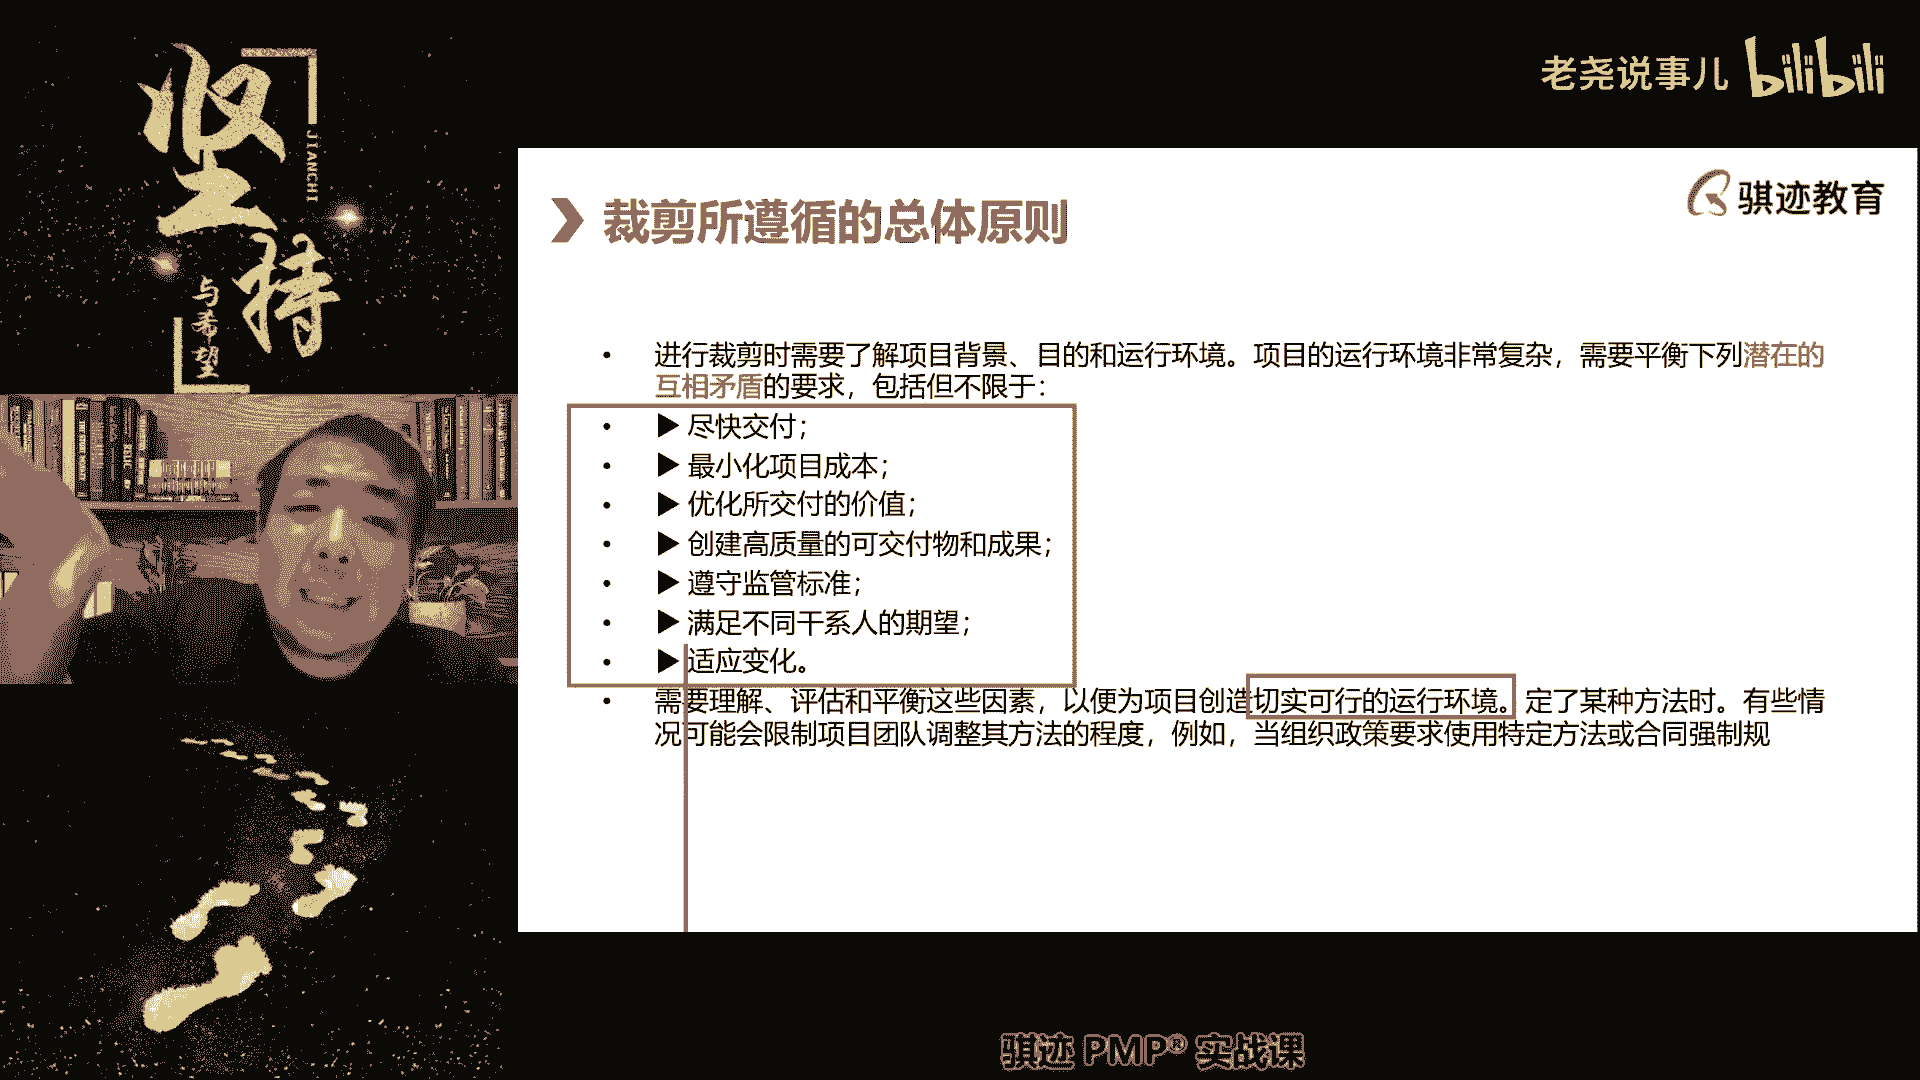 坚持
JIANCHI
与希望
老尧说事儿 bilibili
骐迹教育
裁剪所遵循的总体原则
• 进行裁剪时需要了解项目背景、目的和运行环境。项目的运行环境非常复杂，需要平衡下列潜在的
互相矛盾的要求，包括但不限于：
• ▶ 尽快交付；
• ▶ 最小化项目成本；
• ▶ 优化所交付的价值；
• ▶ 创建高质量的可交付物和成果；
• ▶ 遵守监管标准；
• ▶ 满足不同干系人的期望；
• ▶ 适应变化。
• 需要理解、评估和平衡这些因素，以便为项目创造切实可行的运行环境。定了某种方法时。有些情
况可能会限制项目团队调整其方法的程度，例如，当组织政策要求使用特定方法或合同强制规
骐迹 PMP® 实战课